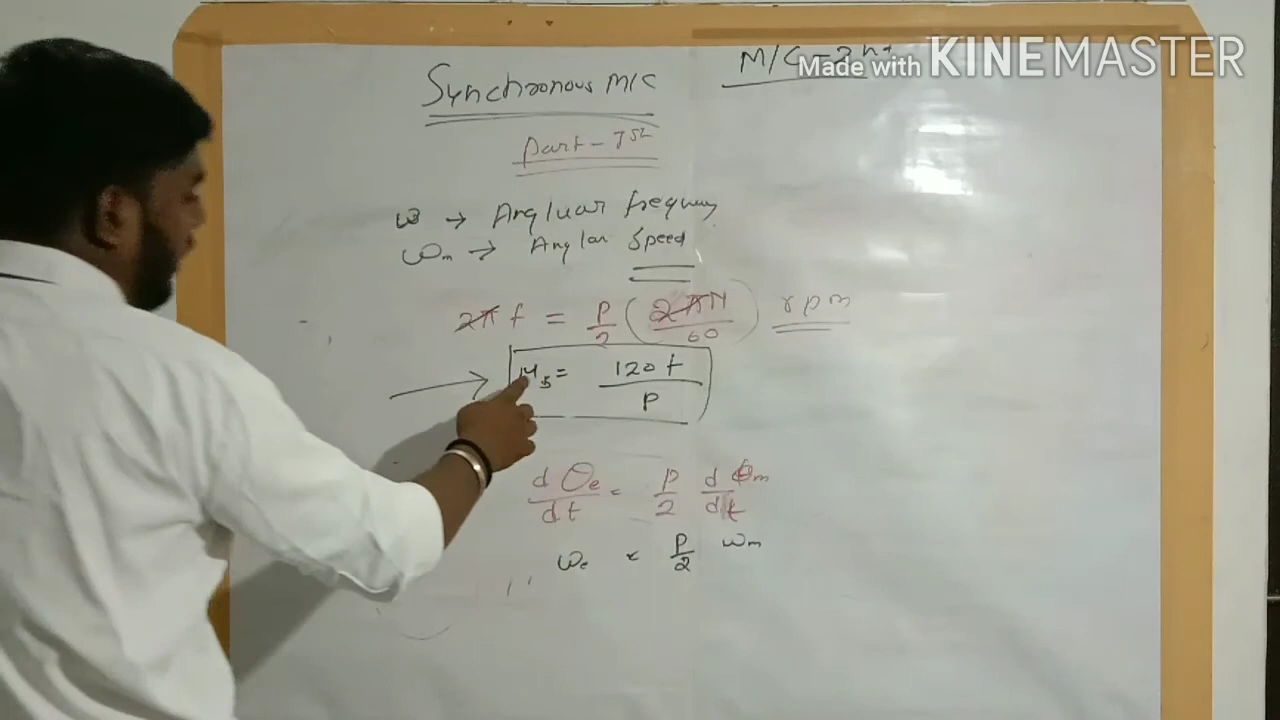 Synchronous M/C
M/C-
Made with KINEMASTER
Part-Ist
ω → Angluar frequency
ωm → Anglar Speed
2π f = P/2 (2πN/60) rpm
Ns = 120f/P
dθe/dt = P/2 dθm/dt
ωe = P/2 ωm